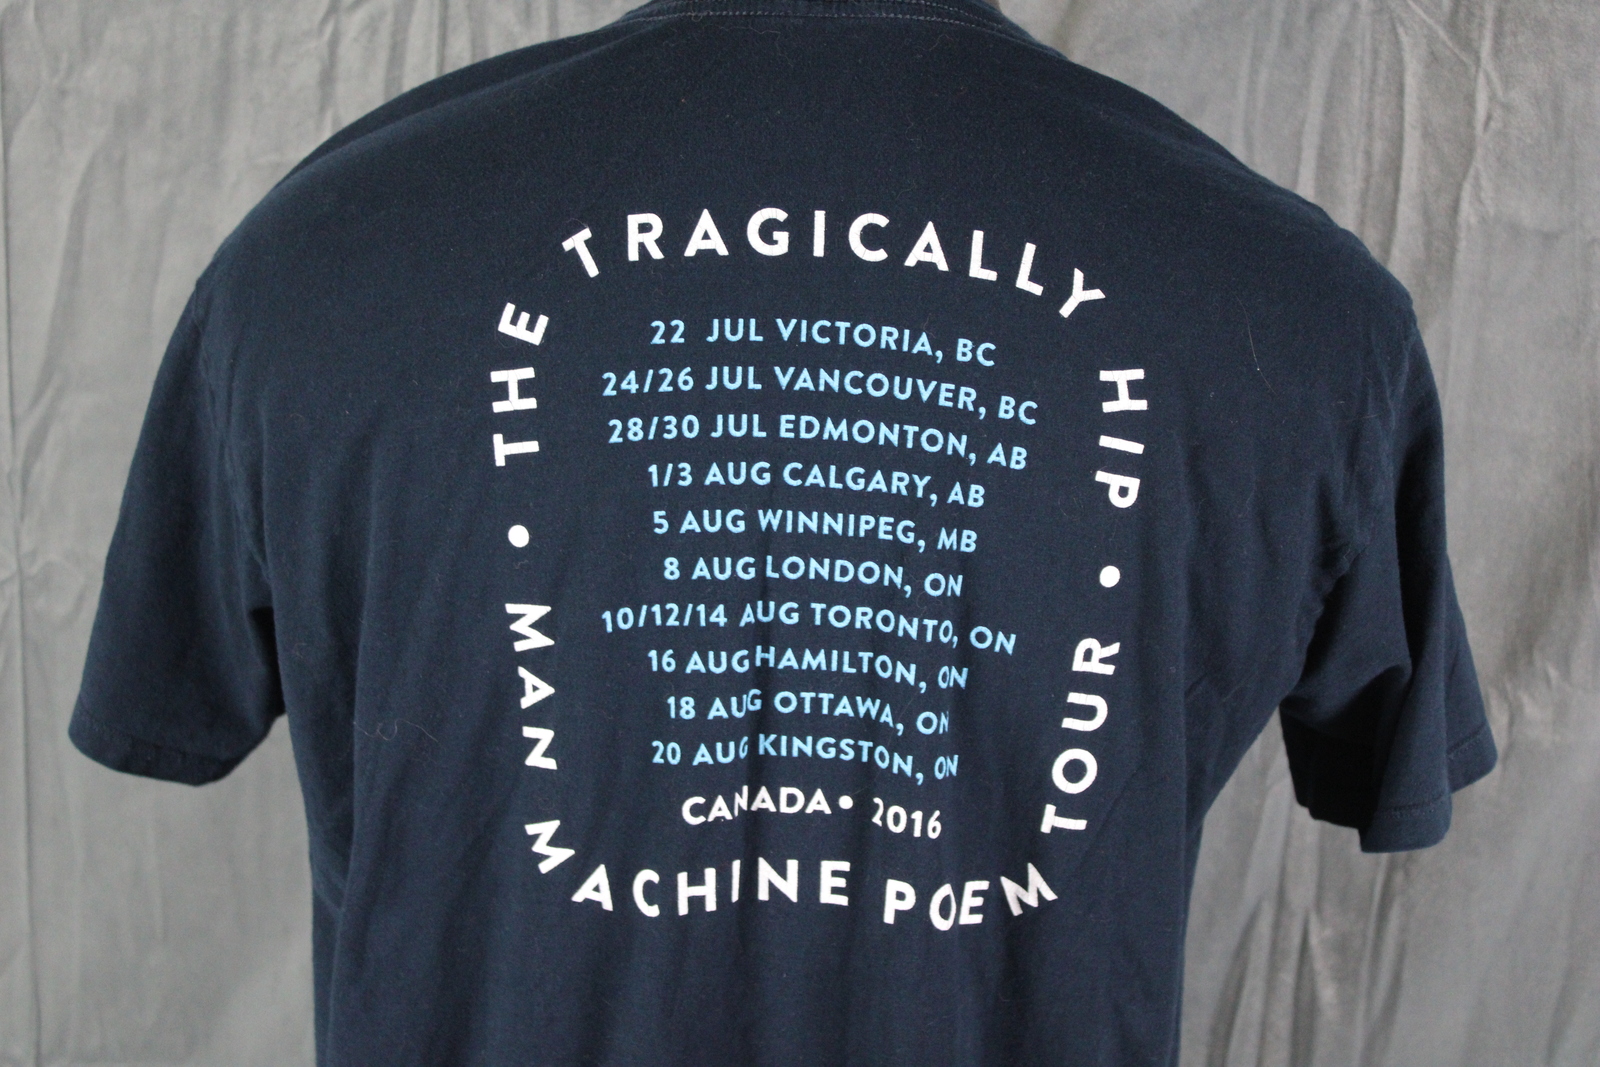 THE TRAGICALLY HIP •
22 JUL VICTORIA, BC
24/26 JUL VANCOUVER, BC
28/30 JUL EDMONTON, AB
1/3 AUG CALGARY, AB
5 AUG WINNIPEG, MB
8 AUG LONDON, ON
10/12/14 AUG TORONTO, ON
16 AUG HAMILTON, ON
18 AUG OTTAWA, ON
20 AUG KINGSTON, ON
CANADA • 2016
MAN MACHINE POEM TOUR •